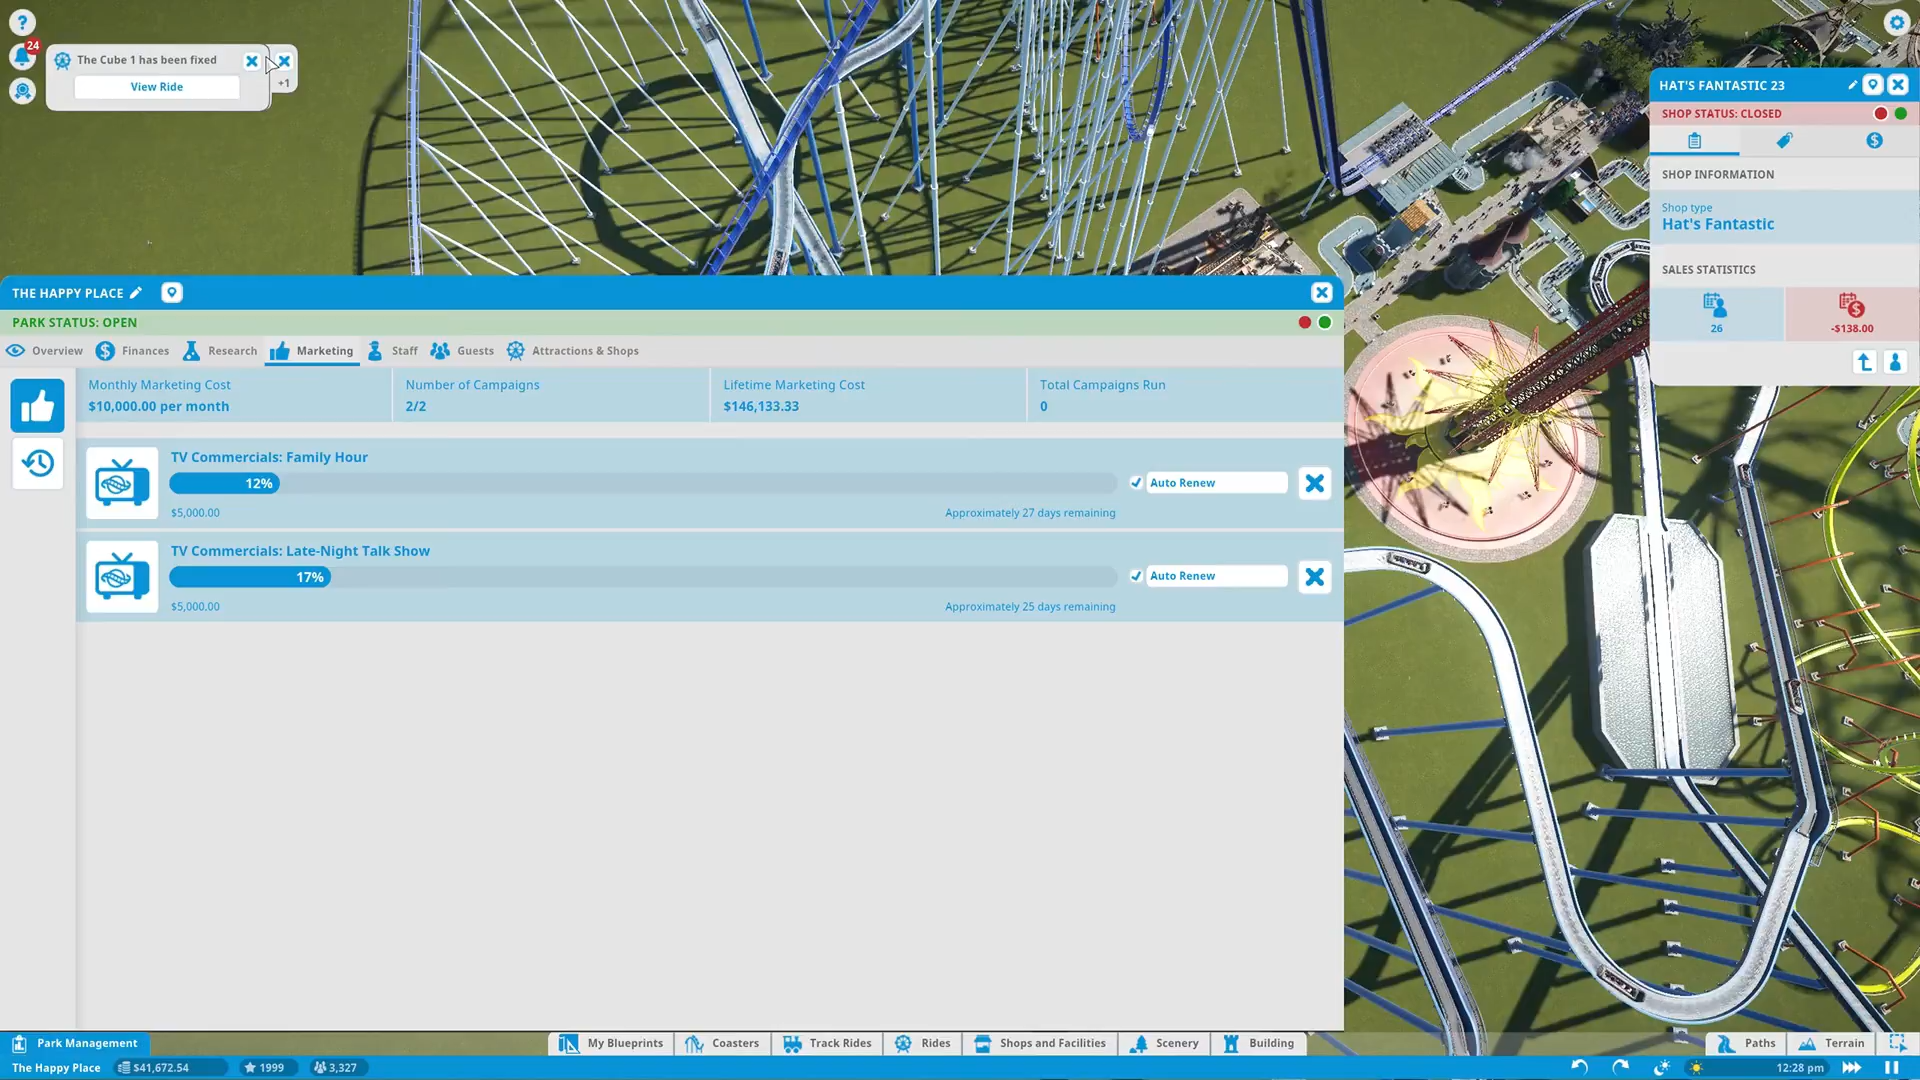 ?
24
The Cube 1 has been fixed
View Ride
+1
HAT'S FANTASTIC 23
SHOP STATUS: CLOSED
SHOP INFORMATION
Shop type
Hat's Fantastic
SALES STATISTICS
26
-$138.00
THE HAPPY PLACE
PARK STATUS: OPEN
Overview
Finances
Research
Marketing
Staff
Guests
Attractions & Shops
Monthly Marketing Cost
$10,000.00 per month
Number of Campaigns
2/2
Lifetime Marketing Cost
$146,133.33
Total Campaigns Run
0
TV Commercials: Family Hour
12%
Auto Renew
$5,000.00
Approximately 27 days remaining
TV Commercials: Late-Night Talk Show
17%
Auto Renew
$5,000.00
Approximately 25 days remaining
Park Management
My Blueprints
Coasters
Track Rides
Rides
Shops and Facilities
Scenery
Building
Paths
Terrain
The Happy Place
$41,672.54
1999
3,327
12:28 pm